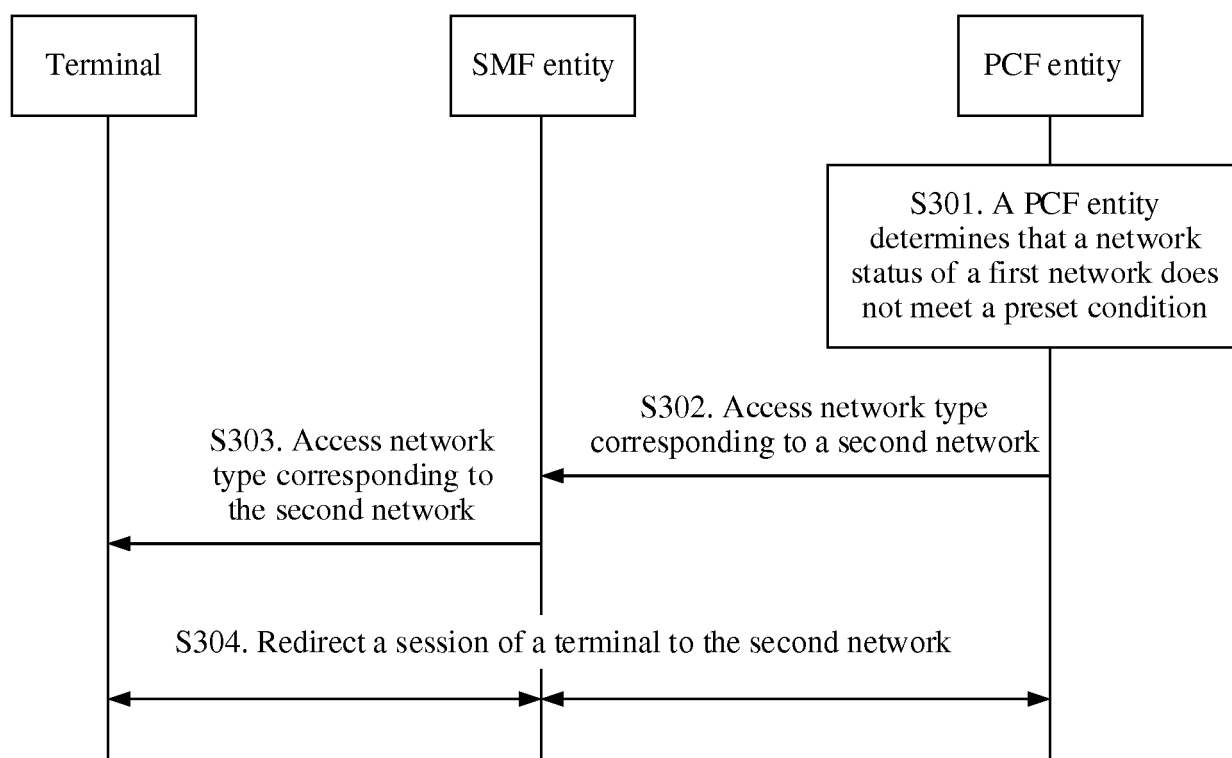 Terminal
SMF entity
PCF entity
S301. A PCF entity
determines that a network
status of a first network does
not meet a preset condition
S302. Access network type
corresponding to a second network
S303. Access network
type corresponding to
the second network
S304. Redirect a session of a terminal to the second network